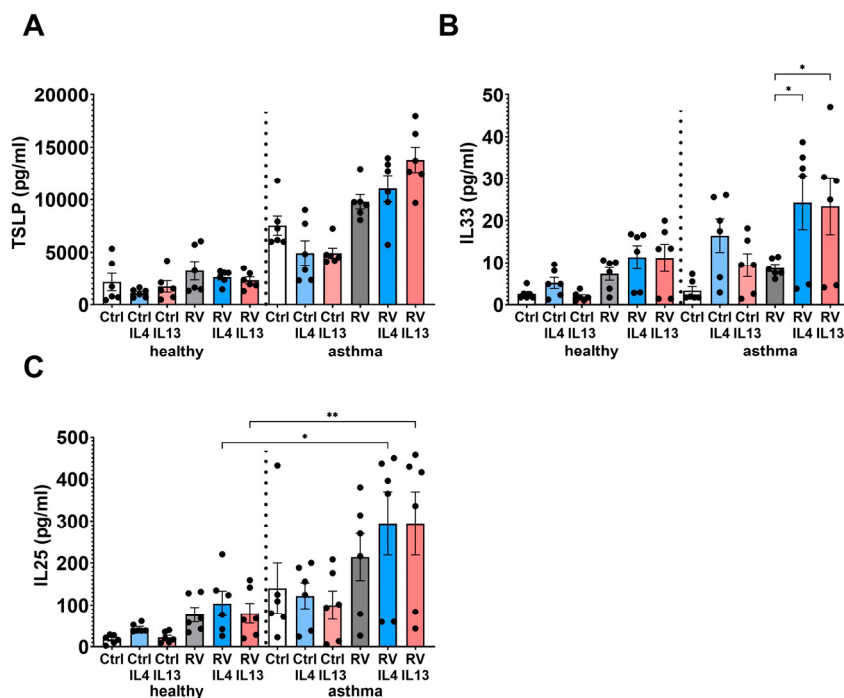 A
TSLP (pg/ml)
20000
15000
10000
5000
0
Ctrl Ctrl Ctrl RV RV RV Ctrl Ctrl Ctrl RV RV RV
IL4 IL13 IL4 IL13 IL4 IL13 IL4 IL13
healthy asthma
B
IL33 (pg/ml)
50
40
30
20
10
0
* 
*
Ctrl Ctrl Ctrl RV RV RV Ctrl Ctrl Ctrl RV RV RV
IL4 IL13 IL4 IL13 IL4 IL13 IL4 IL13
healthy asthma
C
IL25 (pg/ml)
500
400
300
200
100
0
**
*
Ctrl Ctrl Ctrl RV RV RV Ctrl Ctrl Ctrl RV RV RV
IL4 IL13 IL4 IL13 IL4 IL13 IL4 IL13
healthy asthma